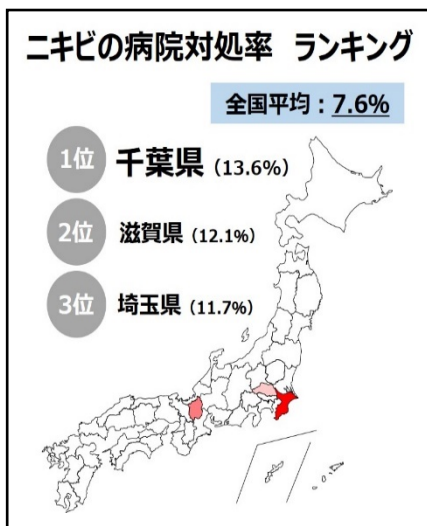 ニキビの病院対処率 ランキング
全国平均:7.6%
1位 千葉県(13.6%)
2位 滋賀県(12.1%)
3位 埼玉県(11.7%)